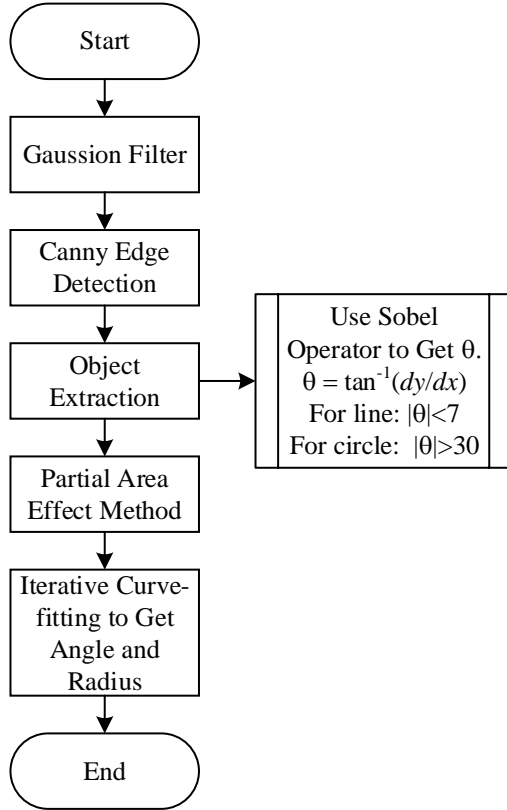 Start
Gaussion Filter
Canny Edge
Detection
Object
Extraction
Use Sobel
Operator to Get θ.
θ = tan⁻¹(dy/dx)
For line: |θ|<7
For circle: |θ|>30
Partial Area
Effect Method
Iterative Curve-
fitting to Get
Angle and
Radius
End